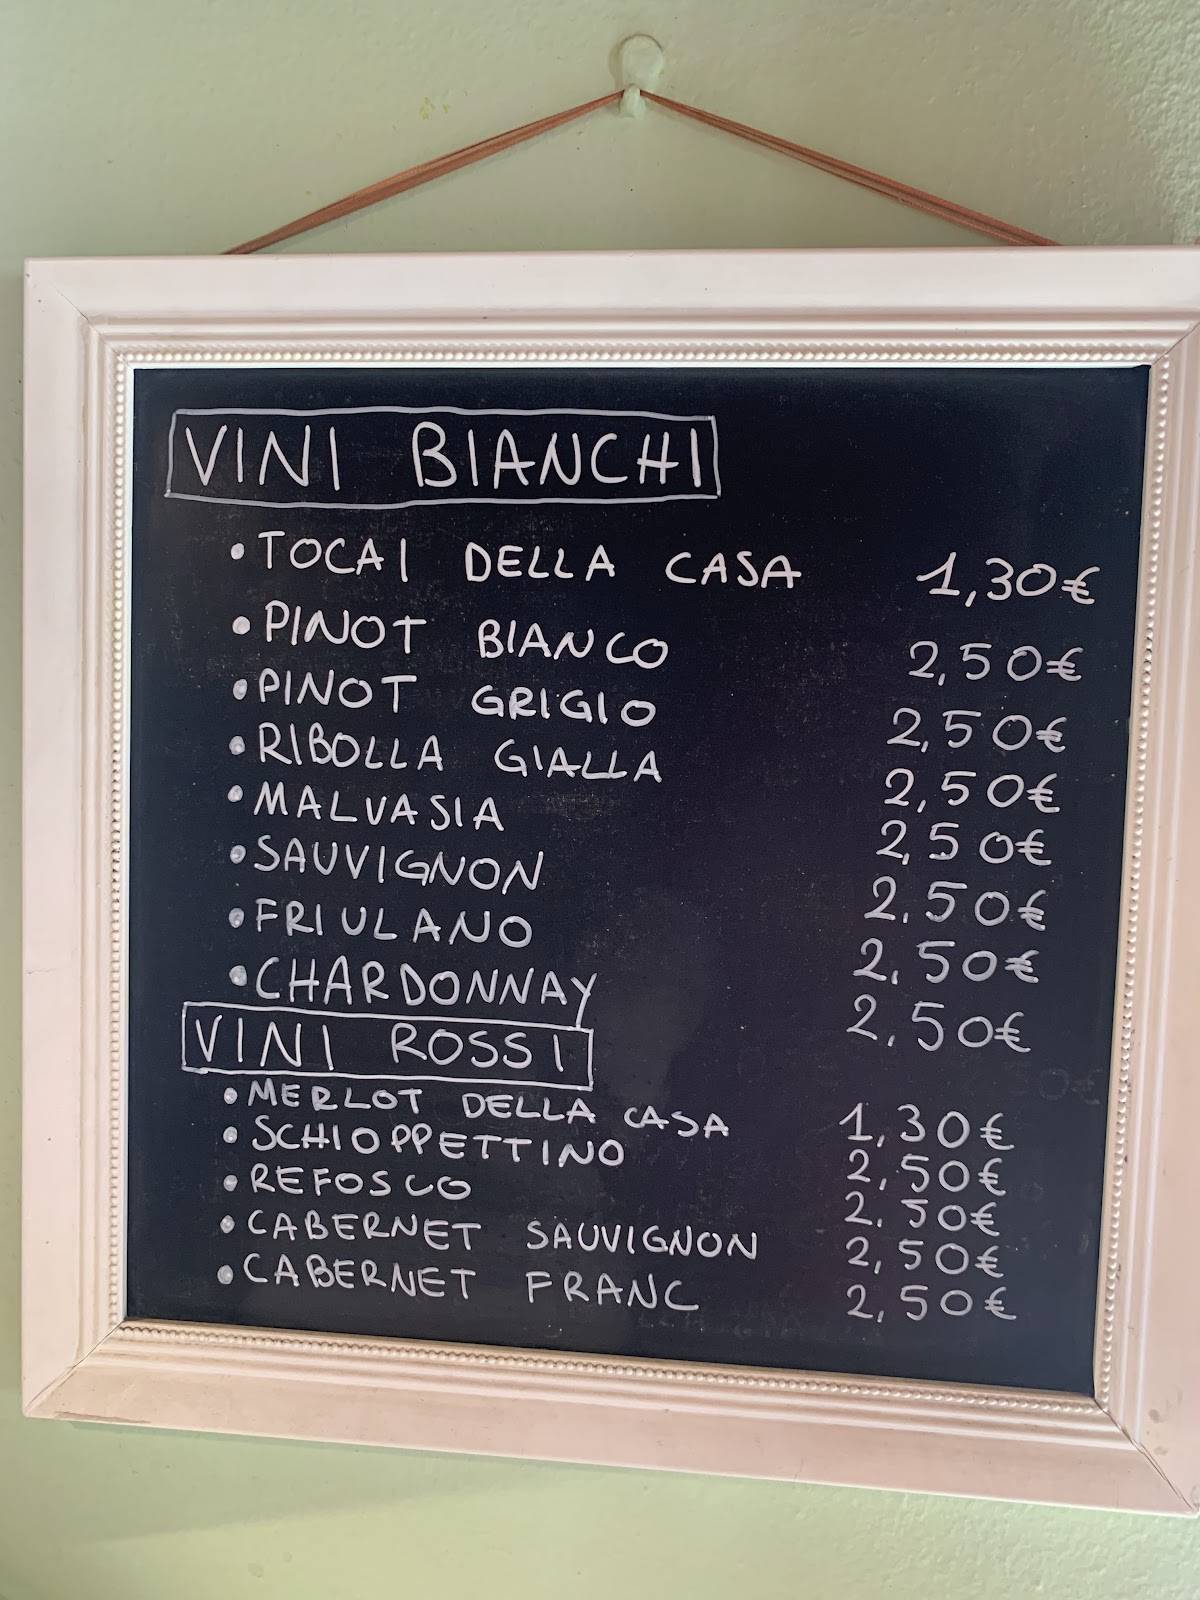 VINI BIANCHI
• TOCAI DELLA CASA 1,30€
• PINOT BIANCO 2,50€
• PINOT GRIGIO 2,50€
• RIBOLLA GIALLA 2,50€
• MALVASIA 2,50€
• SAUVIGNON 2.50€
• FRIULANO 2.50€
• CHARDONNAY 2.50€
VINI ROSSI
• MERLOT DELLA CASA 1,30€
• SCHIOPPETTINO 2,50€
• REFOSCO 2.50€
• CABERNET SAUVIGNON 2,50€
• CABERNET FRANC 2.50€